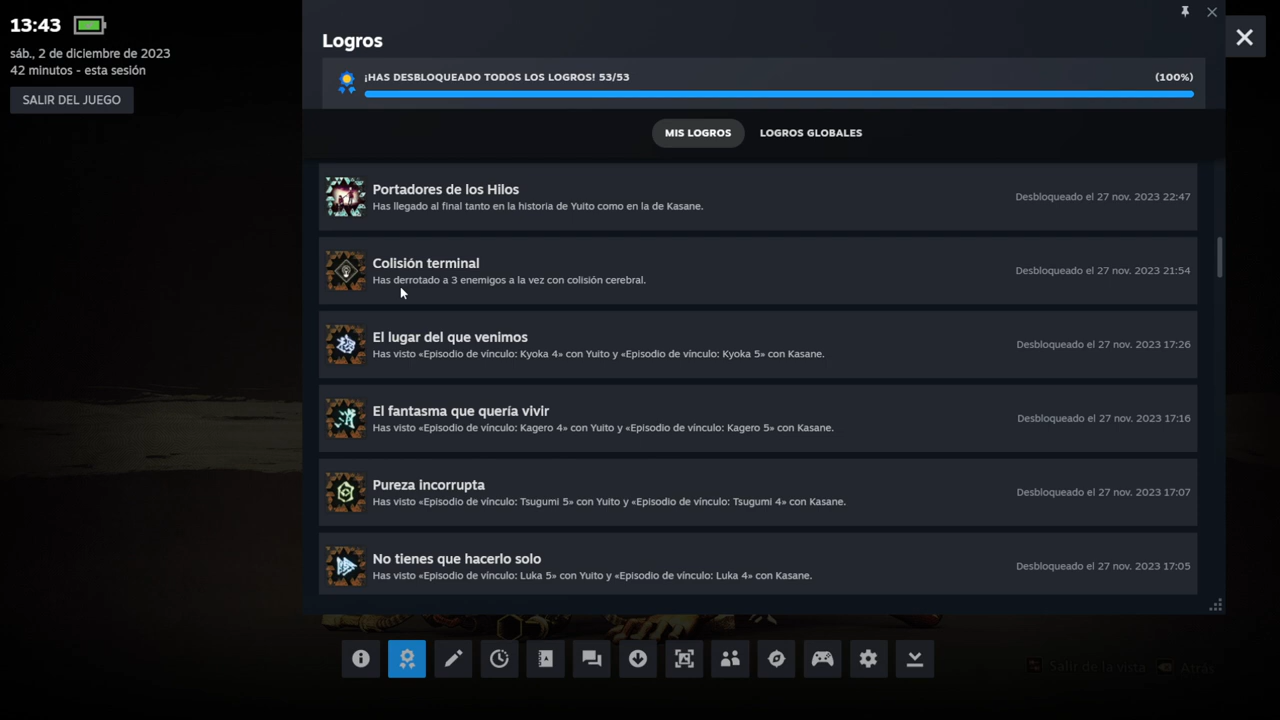 13:43
sáb., 2 de diciembre de 2023
42 minutos - esta sesión
SALIR DEL JUEGO
Logros
¡HAS DESBLOQUEADO TODOS LOS LOGROS! 53/53
(100%)
MIS LOGROS
LOGROS GLOBALES
Portadores de los Hilos
Has llegado al final tanto en la historia de Yuito como en la de Kasane.
Desbloqueado el 27 nov. 2023 22:47
Colisión terminal
Has derrotado a 3 enemigos a la vez con colisión cerebral.
Desbloqueado el 27 nov. 2023 21:54
El lugar del que venimos
Has visto «Episodio de vínculo: Kyoka 4» con Yuito y «Episodio de vínculo: Kyoka 5» con Kasane.
Desbloqueado el 27 nov. 2023 17:26
El fantasma que quería vivir
Has visto «Episodio de vínculo: Kagero 4» con Yuito y «Episodio de vínculo: Kagero 5» con Kasane.
Desbloqueado el 27 nov. 2023 17:16
Pureza incorrupta
Has visto «Episodio de vínculo: Tsugumi 5» con Yuito y «Episodio de vínculo: Tsugumi 4» con Kasane.
Desbloqueado el 27 nov. 2023 17:07
No tienes que hacerlo solo
Has visto «Episodio de vínculo: Luka 5» con Yuito y «Episodio de vínculo: Luka 4» con Kasane.
Desbloqueado el 27 nov. 2023 17:05
Salir de la vista
Atrás